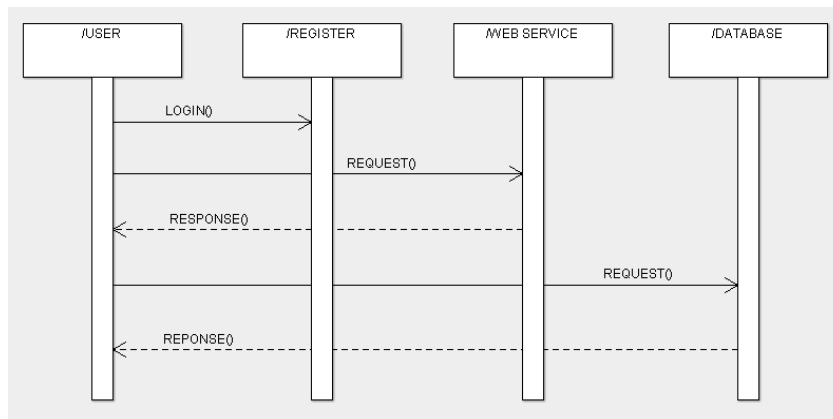 /USER
/REGISTER
/WEB SERVICE
/DATABASE
LOGIN()
REQUEST()
RESPONSE()
REQUEST()
REPONSE()